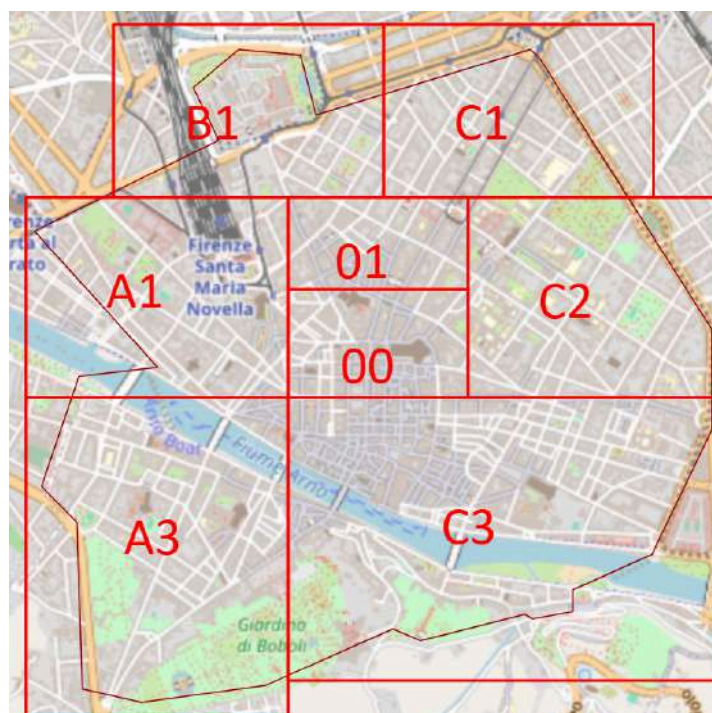 B1
C1
renze
rta al
rato
A1
Firenze
Santa
Maria
Novella
01
C2
00
Arno Boat
Fiume Arno
A3
C3
Giardino
di Boboli
olo